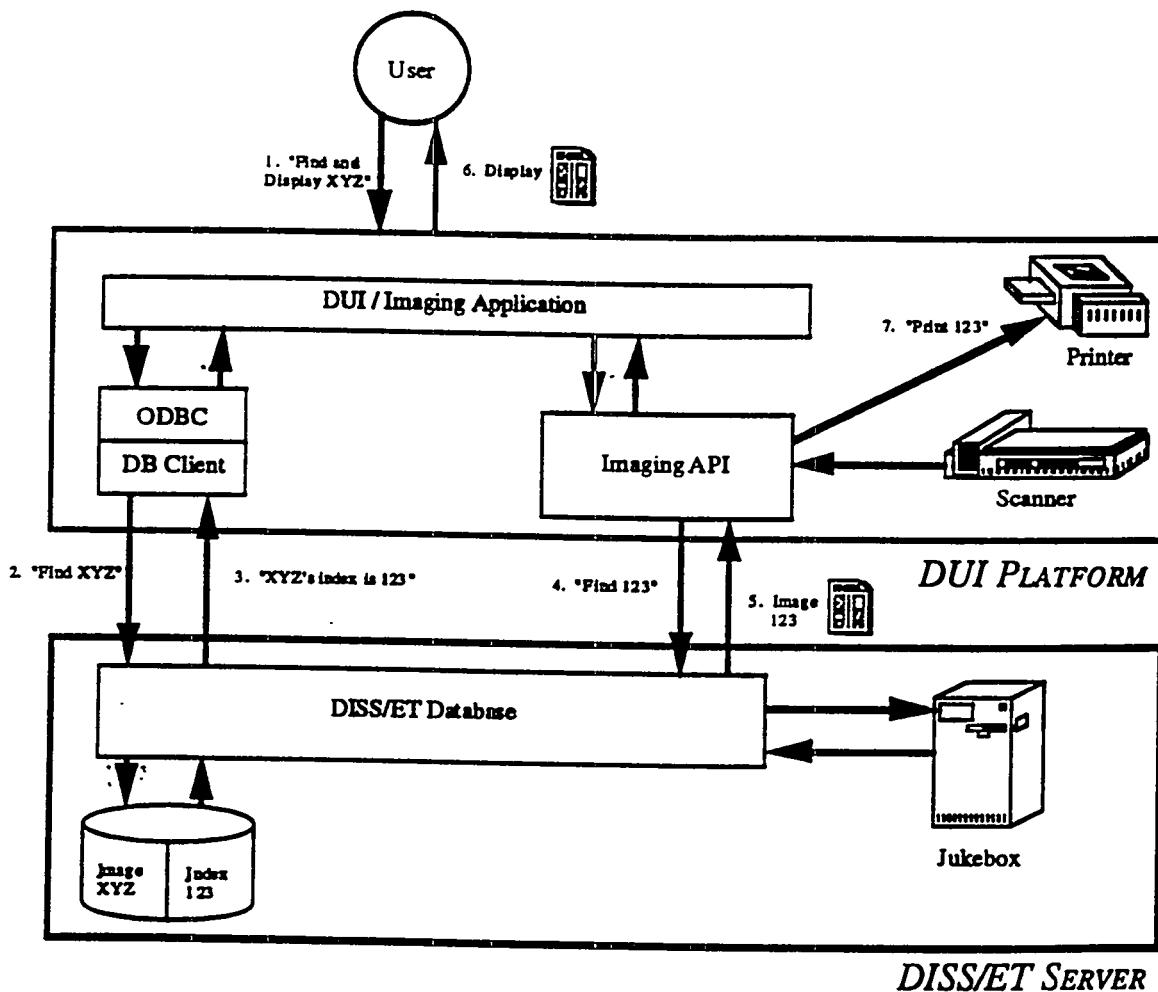 User
1. "Find and
Display XYZ"
6. Display
DUI / Imaging Application
7. "Print 123"
Printer
ODBC
DB Client
Imaging API
Scanner
DUI PLATFORM
2. "Find XYZ"
3. "XYZ's index is 123"
4. "Find 123"
5. Image
123
DISS/ET Database
Image
XYZ
Index
123
Jukebox
DISS/ET SERVER